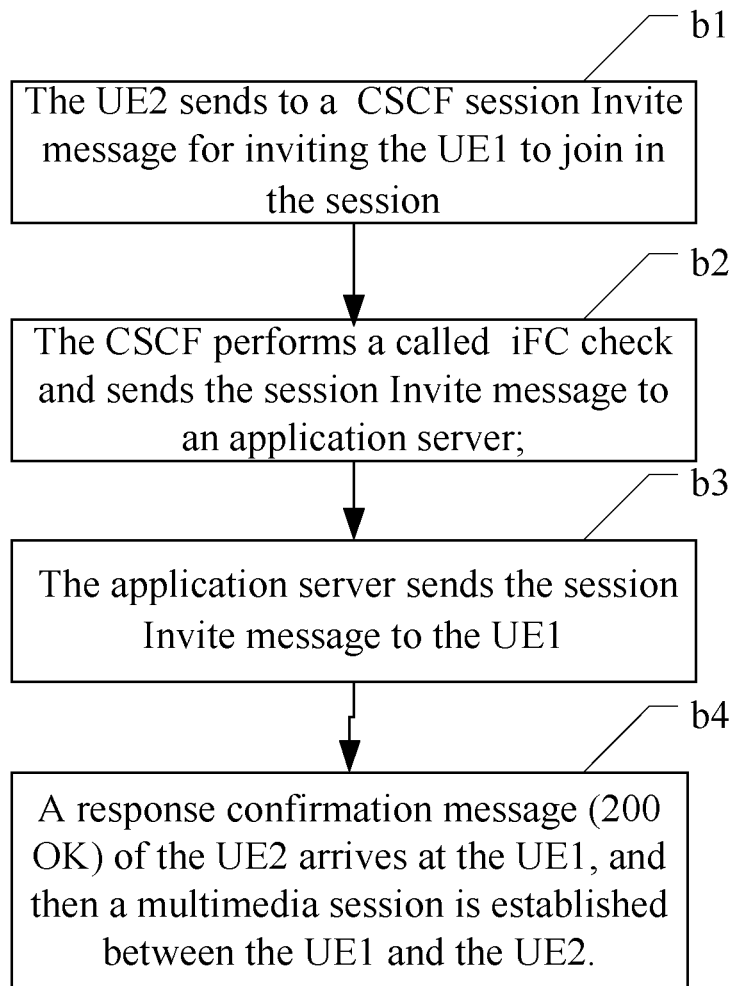 b1
The UE2 sends to a CSCF session Invite
message for inviting the UE1 to join in
the session
b2
The CSCF performs a called iFC check
and sends the session Invite message to
an application server;
b3
The application server sends the session
Invite message to the UE1
b4
A response confirmation message (200
OK) of the UE2 arrives at the UE1, and
then a multimedia session is established
between the UE1 and the UE2.